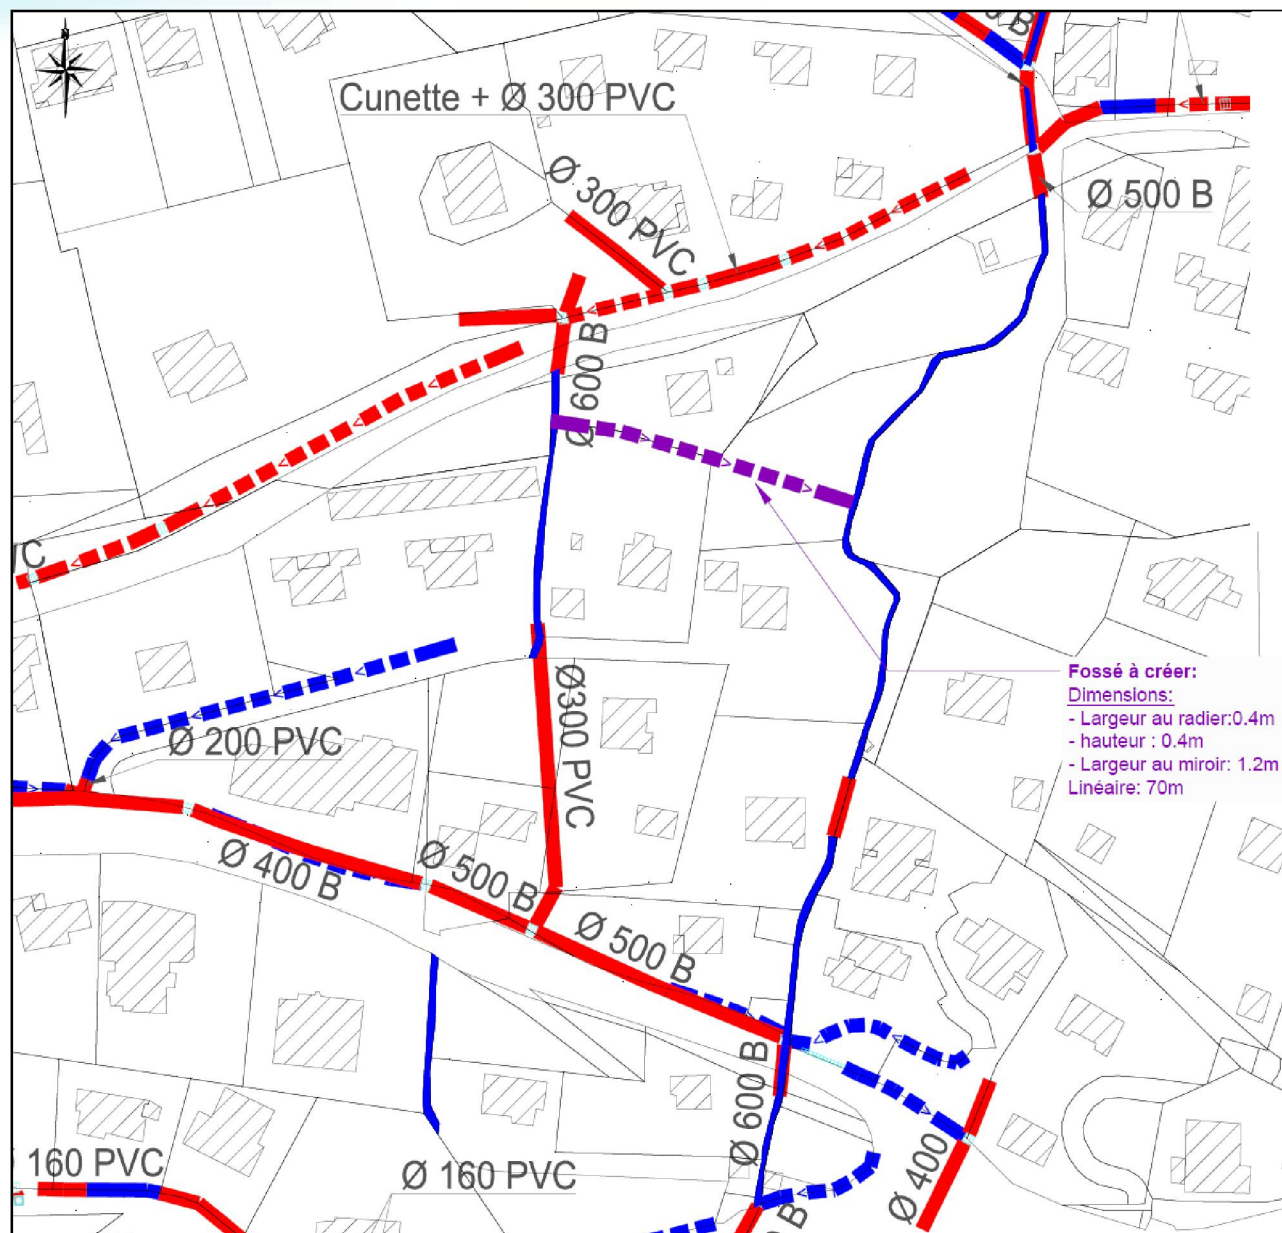 N
B
Cunette + Ø 300 PVC
Ø 300 PVC
Ø 500 B
Ø 600 B
VC
Fossé à créer:
Dimensions:
- Largeur au radier:0.4m
- hauteur : 0.4m
- Largeur au miroir: 1.2m
Linéaire: 70m
Ø300 PVC
Ø 200 PVC
Ø 400 B
Ø 500 B
Ø 500 B
Ø 600 B
Ø 400
160 PVC
Ø 160 PVC
B